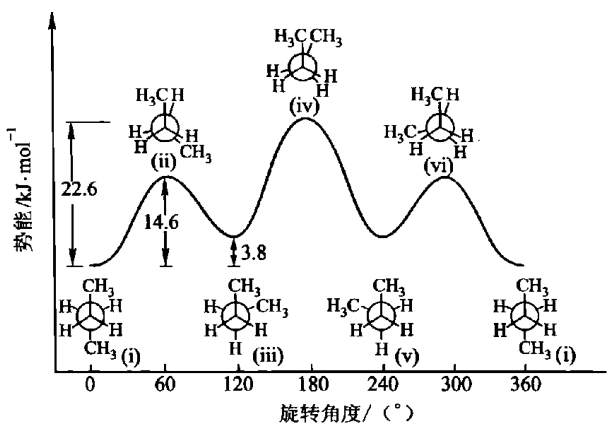 H₃CCH₃
H H
H H
(iv)
H₃C H
H H
H CH₃
(ii)
H₃C H
H₃C H
H H
(vi)
势能/kJ·mol⁻¹
22.6
14.6
3.8
CH₃
H H
H H
CH₃ (i)
CH₃
H CH₃
H H
H
(iii)
CH₃
H₃C H
H H
H
(v)
CH₃
H H
H H
CH₃ (i)
0 60 120 180 240 300 360
旋转角度/（°）